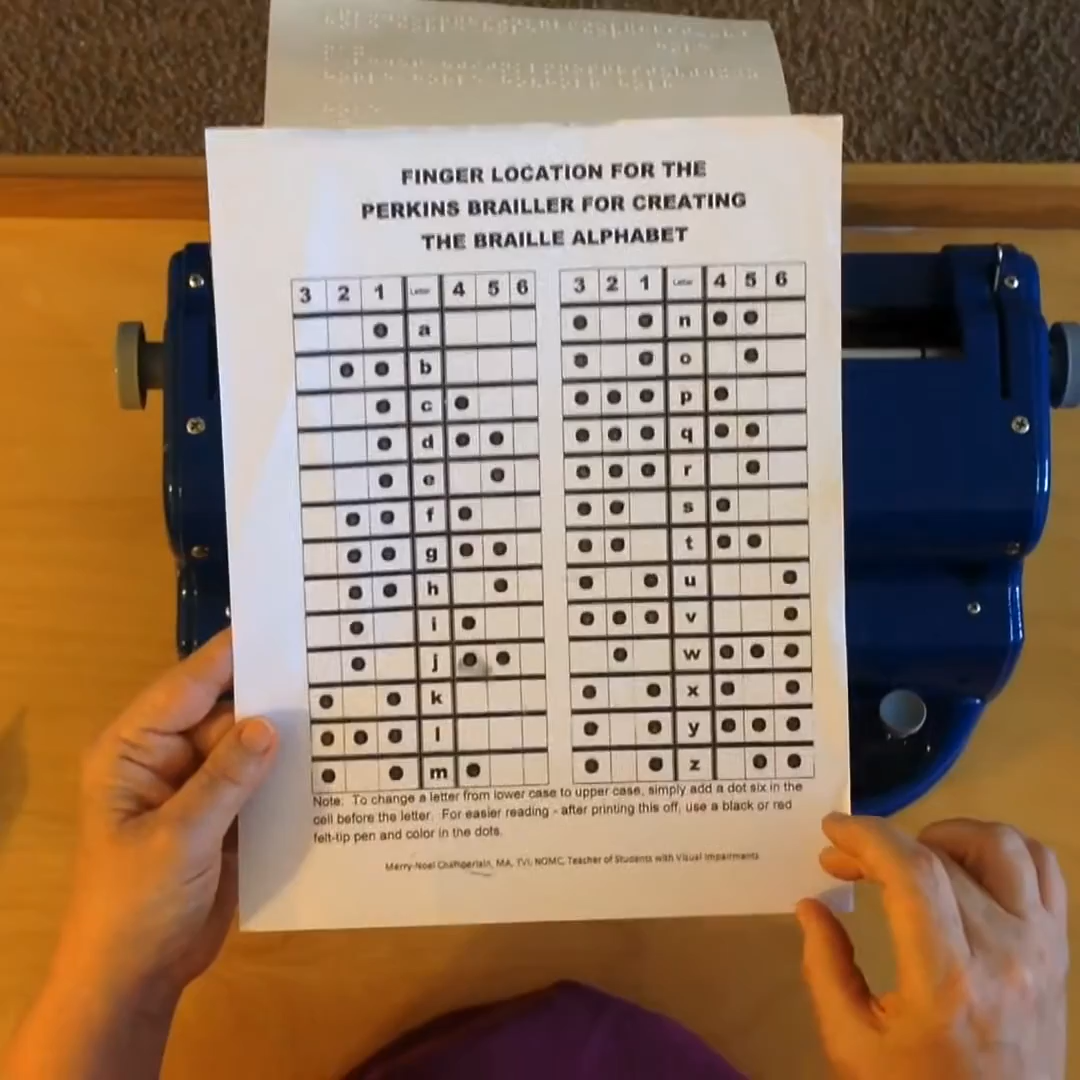 FINGER LOCATION FOR THE
PERKINS BRAILLER FOR CREATING
THE BRAILLE ALPHABET
3 2 1 Letter 4 5 6 3 2 1 Letter 4 5 6
a n
b o
c p
d q
e r
f s
g t
h u
i v
j w
k x
l y
m z
Note: To change a letter from lower case to upper case, simply add a dot six in the
cell before the letter. For easier reading - after printing this off, use a black or red
felt-tip pen and color in the dots.
Merry-Noel Chamberlain, MA, TVI, NOMC, Teacher of Students with Visual Impairments